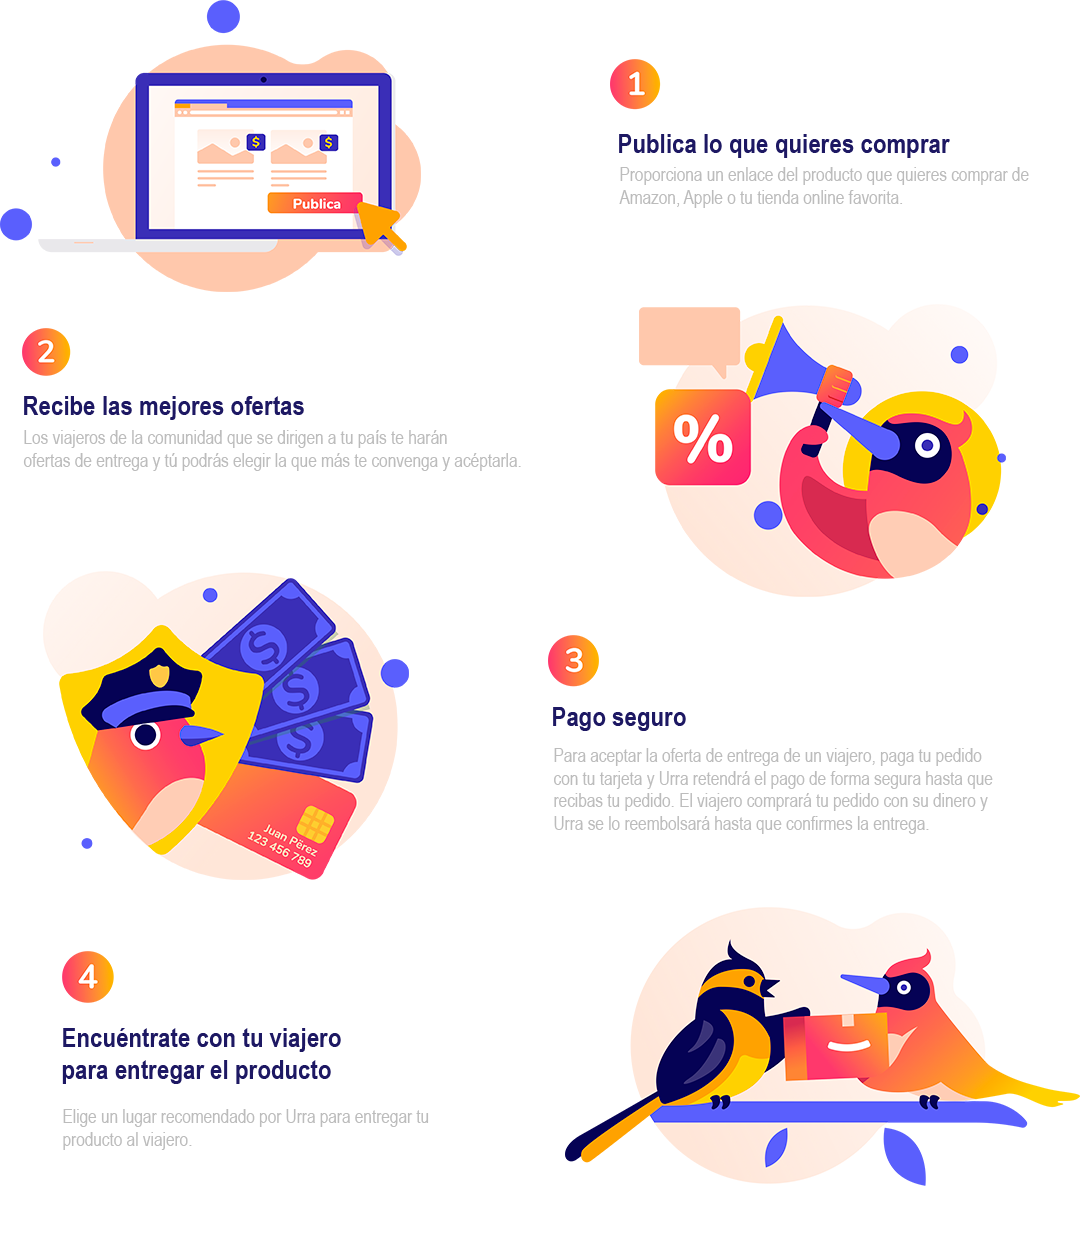 1
Publica lo que quieres comprar
Proporciona un enlace del producto que quieres comprar de
Amazon, Apple o tu tienda online favorita.
$ $
Publica
2
Recibe las mejores ofertas
Los viajeros de la comunidad que se dirigen a tu país te harán
ofertas de entrega y tú podrás elegir la que más te convenga y acéptarla.
%
3
Pago seguro
Para aceptar la oferta de entrega de un viajero, paga tu pedido
con tu tarjeta y Urra retendrá el pago de forma segura hasta que
recibas tu pedido. El viajero comprará tu pedido con su dinero y
Urra se lo reembolsará hasta que confirmes la entrega.
$
$
$
Juan Përez
123 456 789
4
Encuéntrate con tu viajero
para entregar el producto
Elige un lugar recomendado por Urra para entregar tu
producto al viajero.